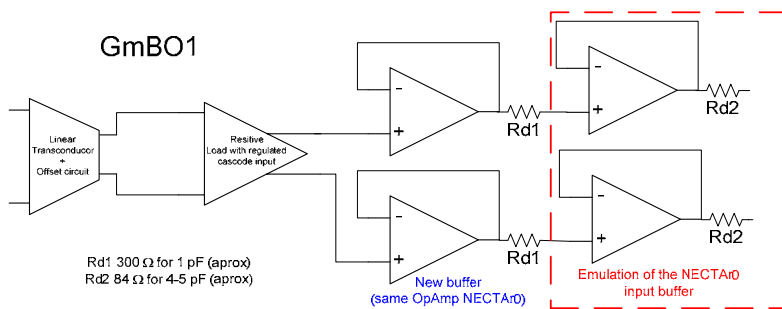 GmBO1
Linear
Transconducor
+
Offset circuit
Resitive
Load with regulated
cascode input
-
+
Rd1
-
+
Rd2
-
+
Rd1
-
+
Rd2
Rd1 300 Ω for 1 pF (aprox)
Rd2 84 Ω for 4-5 pF (aprox)
New buffer
(same OpAmp NECTAr0)
Emulation of the NECTAr0
input buffer